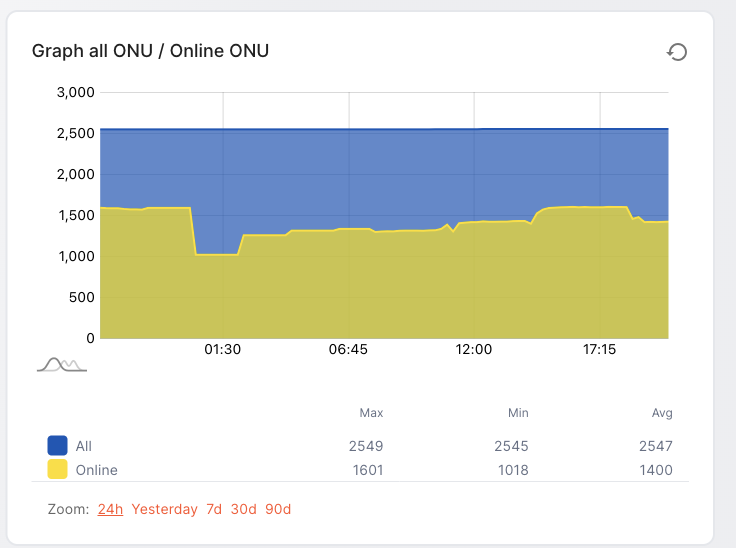 Graph all ONU / Online ONU
3,000
2,500
2,000
1,500
1,000
500
0
01:30 06:45 12:00 17:15
Max Min Avg
All 2549 2545 2547
Online 1601 1018 1400
Zoom: 24h Yesterday 7d 30d 90d